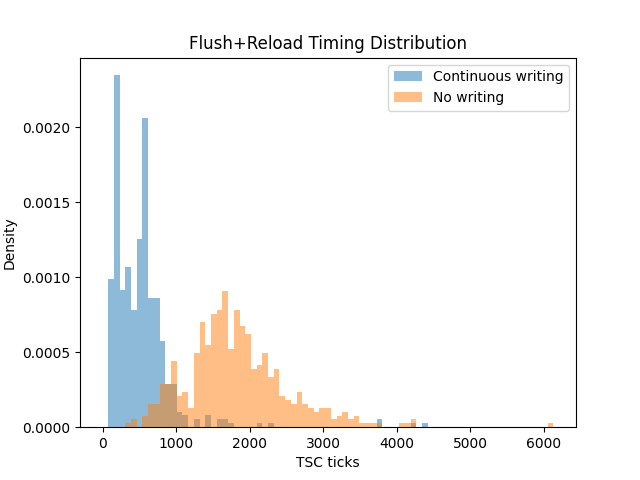 Flush+Reload Timing Distribution
Continuous writing
No writing
Density
0.0020
0.0015
0.0010
0.0005
0.0000
0 1000 2000 3000 4000 5000 6000
TSC ticks